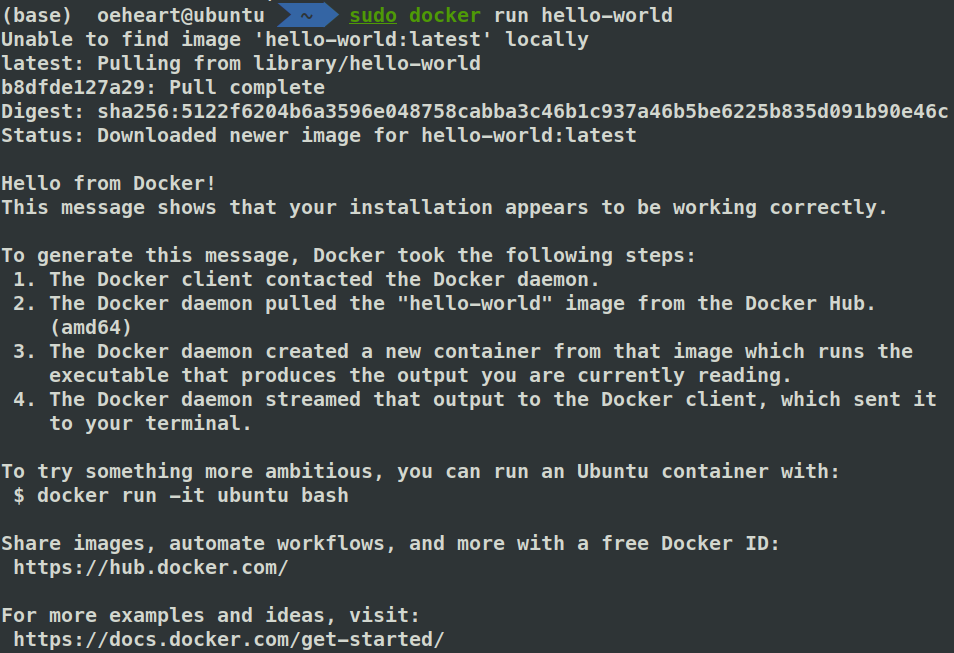 (base)  oeheart@ubuntu  ~  sudo docker run hello-world
Unable to find image 'hello-world:latest' locally
latest: Pulling from library/hello-world
b8dfde127a29: Pull complete
Digest: sha256:5122f6204b6a3596e048758cabba3c46b1c937a46b5be6225b835d091b90e46c
Status: Downloaded newer image for hello-world:latest

Hello from Docker!
This message shows that your installation appears to be working correctly.

To generate this message, Docker took the following steps:
 1. The Docker client contacted the Docker daemon.
 2. The Docker daemon pulled the "hello-world" image from the Docker Hub.
    (amd64)
 3. The Docker daemon created a new container from that image which runs the
    executable that produces the output you are currently reading.
 4. The Docker daemon streamed that output to the Docker client, which sent it
    to your terminal.

To try something more ambitious, you can run an Ubuntu container with:
 $ docker run -it ubuntu bash

Share images, automate workflows, and more with a free Docker ID:
 https://hub.docker.com/

For more examples and ideas, visit:
 https://docs.docker.com/get-started/